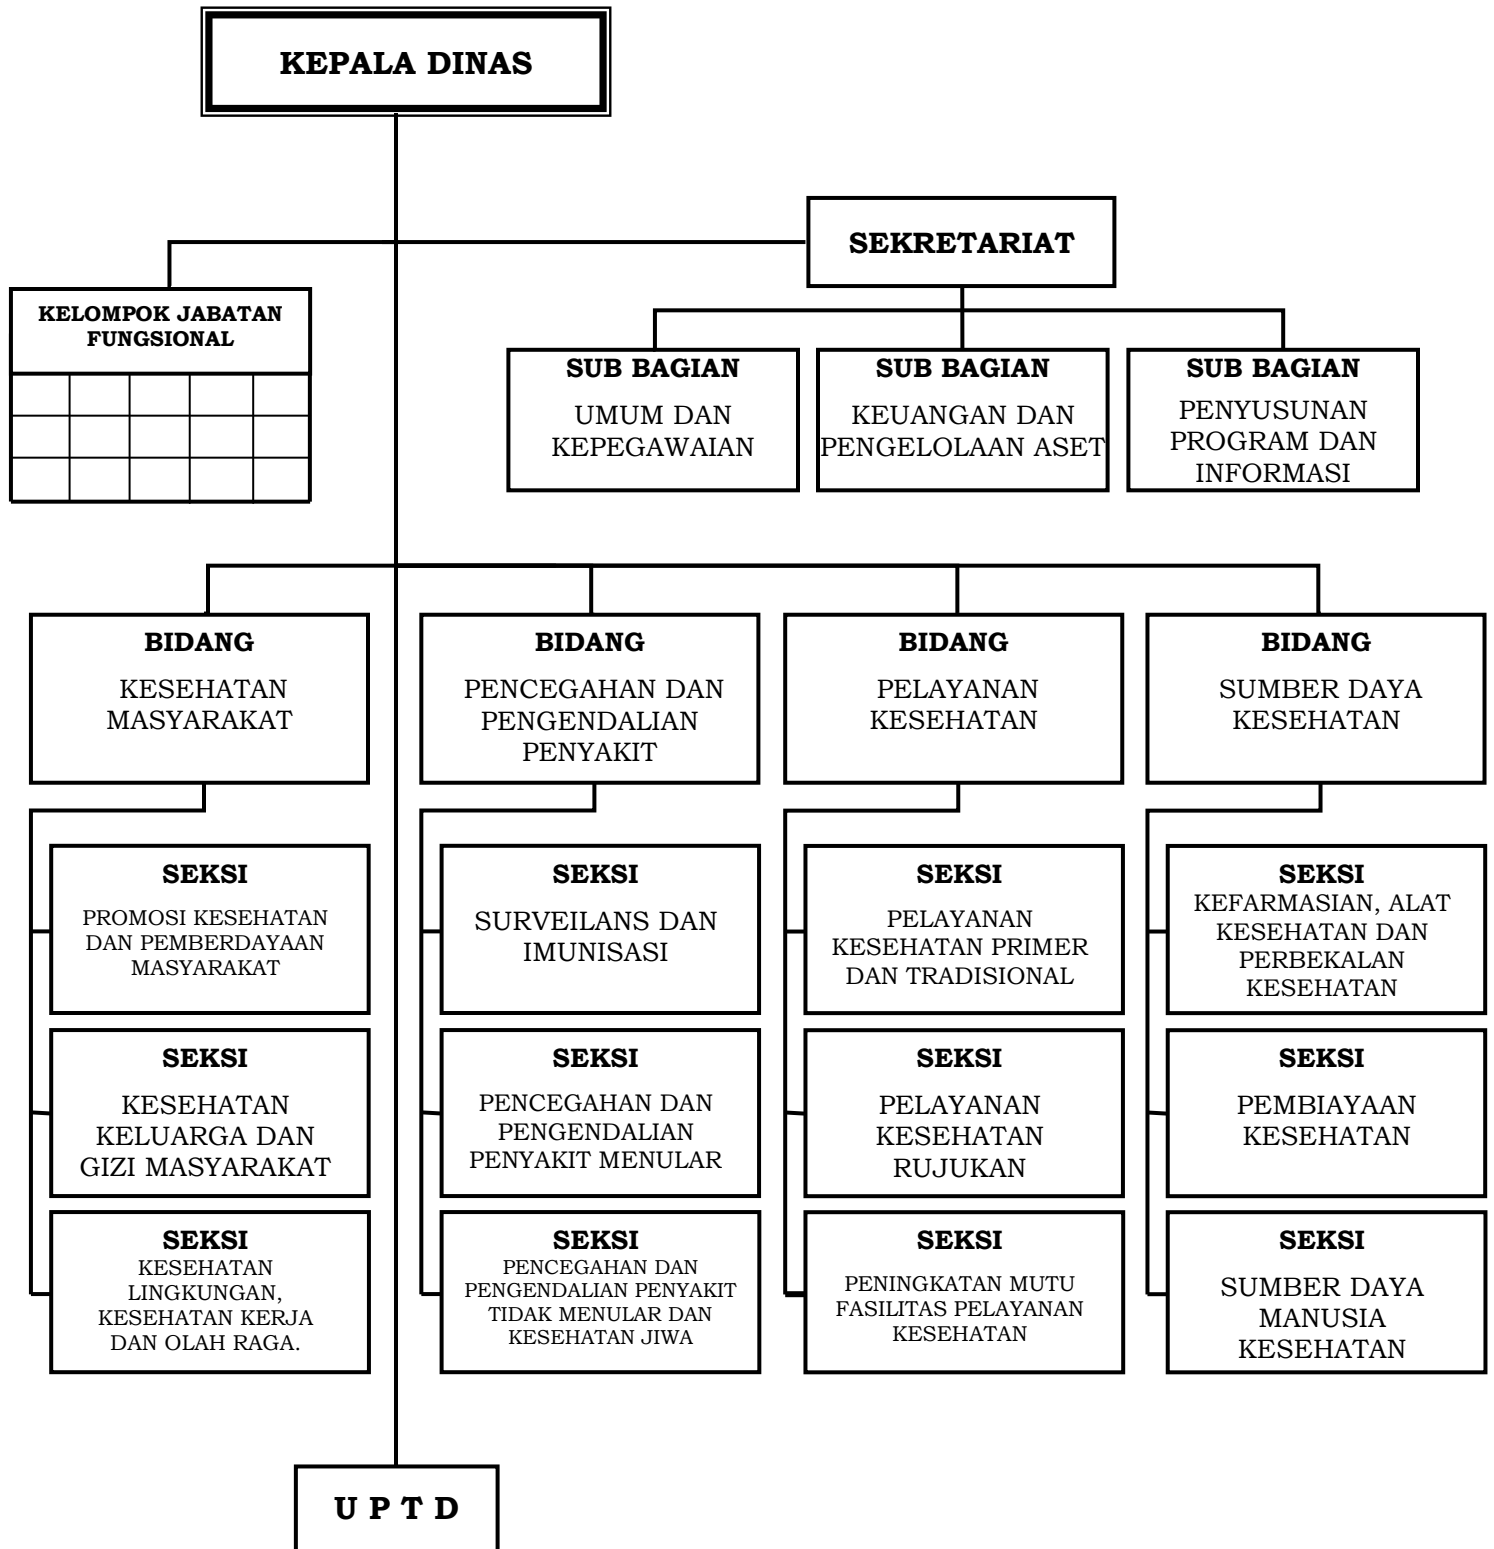 KEPALA DINAS
SEKRETARIAT
KELOMPOK JABATAN
FUNGSIONAL
SUB BAGIAN
UMUM DAN
KEPEGAWAIAN
SUB BAGIAN
KEUANGAN DAN
PENGELOLAAN ASET
SUB BAGIAN
PENYUSUNAN
PROGRAM DAN
INFORMASI
BIDANG
KESEHATAN
MASYARAKAT
BIDANG
PENCEGAHAN DAN
PENGENDALIAN
PENYAKIT
BIDANG
PELAYANAN
KESEHATAN
BIDANG
SUMBER DAYA
KESEHATAN
SEKSI
PROMOSI KESEHATAN
DAN PEMBERDAYAAN
MASYARAKAT
SEKSI
SURVEILANS DAN
IMUNISASI
SEKSI
PELAYANAN
KESEHATAN PRIMER
DAN TRADISIONAL
SEKSI
KEFARMASIAN, ALAT
KESEHATAN DAN
PERBEKALAN
KESEHATAN
SEKSI
KESEHATAN
KELUARGA DAN
GIZI MASYARAKAT
SEKSI
PENCEGAHAN DAN
PENGENDALIAN
PENYAKIT MENULAR
SEKSI
PELAYANAN
KESEHATAN
RUJUKAN
SEKSI
PEMBIAYAAN
KESEHATAN
SEKSI
KESEHATAN
LINGKUNGAN,
KESEHATAN KERJA
DAN OLAH RAGA.
SEKSI
PENCEGAHAN DAN
PENGENDALIAN PENYAKIT
TIDAK MENULAR DAN
KESEHATAN JIWA
SEKSI
PENINGKATAN MUTU
FASILITAS PELAYANAN
KESEHATAN
SEKSI
SUMBER DAYA
MANUSIA
KESEHATAN
U P T D